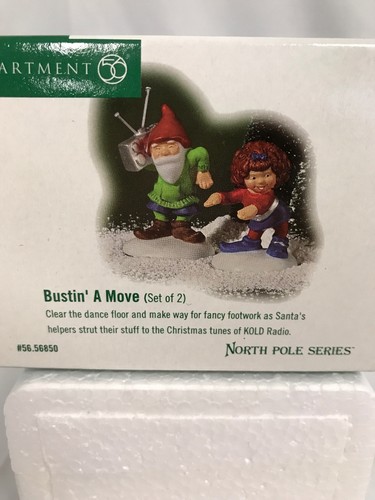 ARTMENT 56
Bustin' A Move (Set of 2)
Clear the dance floor and make way for fancy footwork as Santa's
helpers strut their stuff to the Christmas tunes of KOLD Radio.
#56.56850
NORTH POLE SERIES™